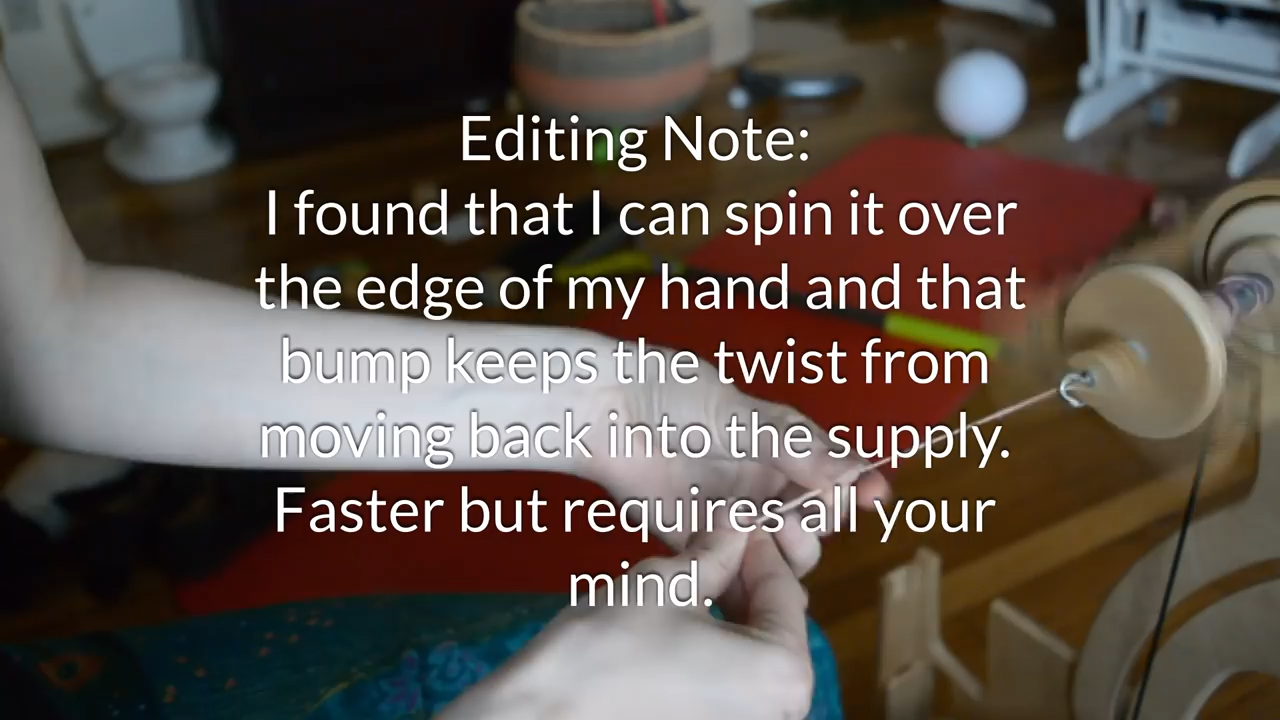 Editing Note:
I found that I can spin it over
the edge of my hand and that
bump keeps the twist from
moving back into the supply.
Faster but requires all your
mind.